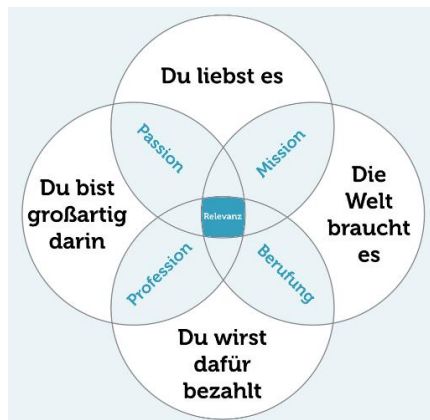 Du liebst es
Passion
Mission
Du bist
großartig
darin
Die
Welt
braucht
es
Relevanz
Profession
Berufung
Du wirst
dafür
bezahlt